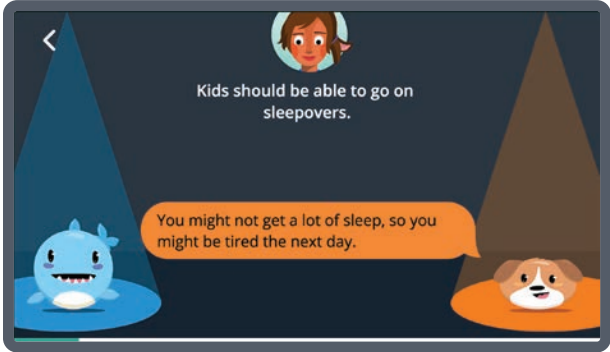 Kids should be able to go on
sleepovers.
You might not get a lot of sleep, so you
might be tired the next day.